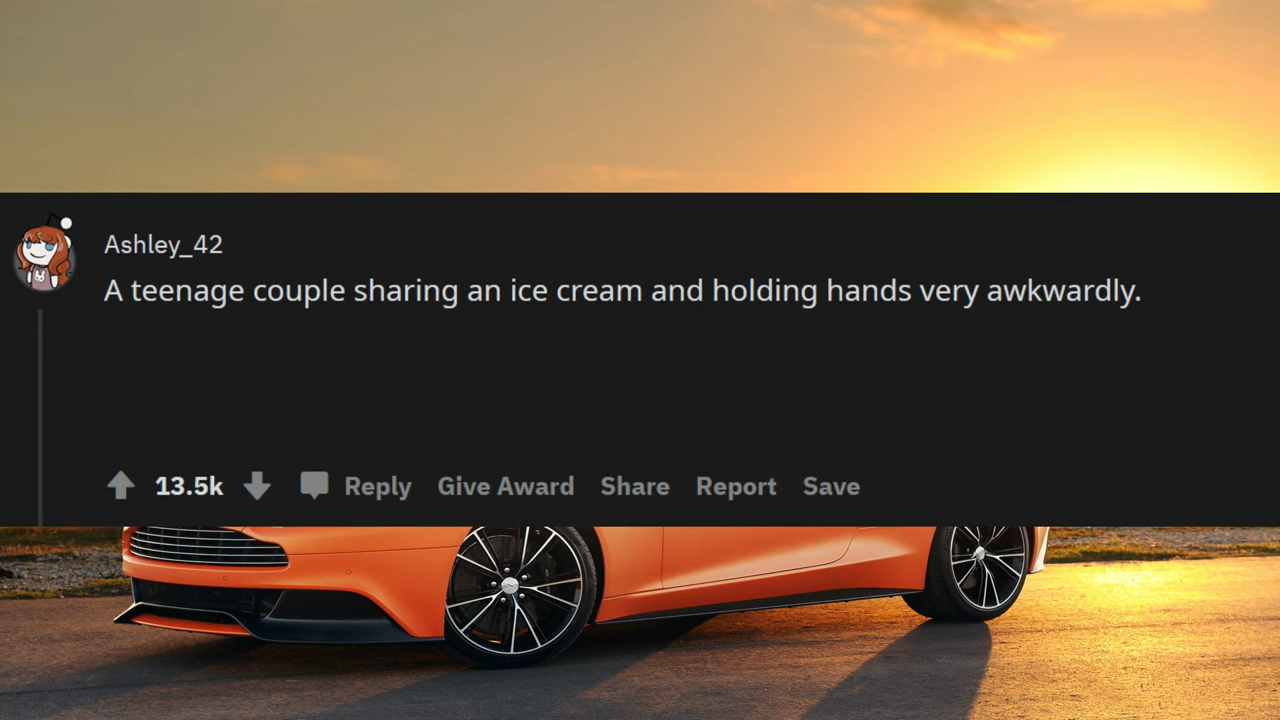 Ashley_42
A teenage couple sharing an ice cream and holding hands very awkwardly.
13.5k Reply Give Award Share Report Save